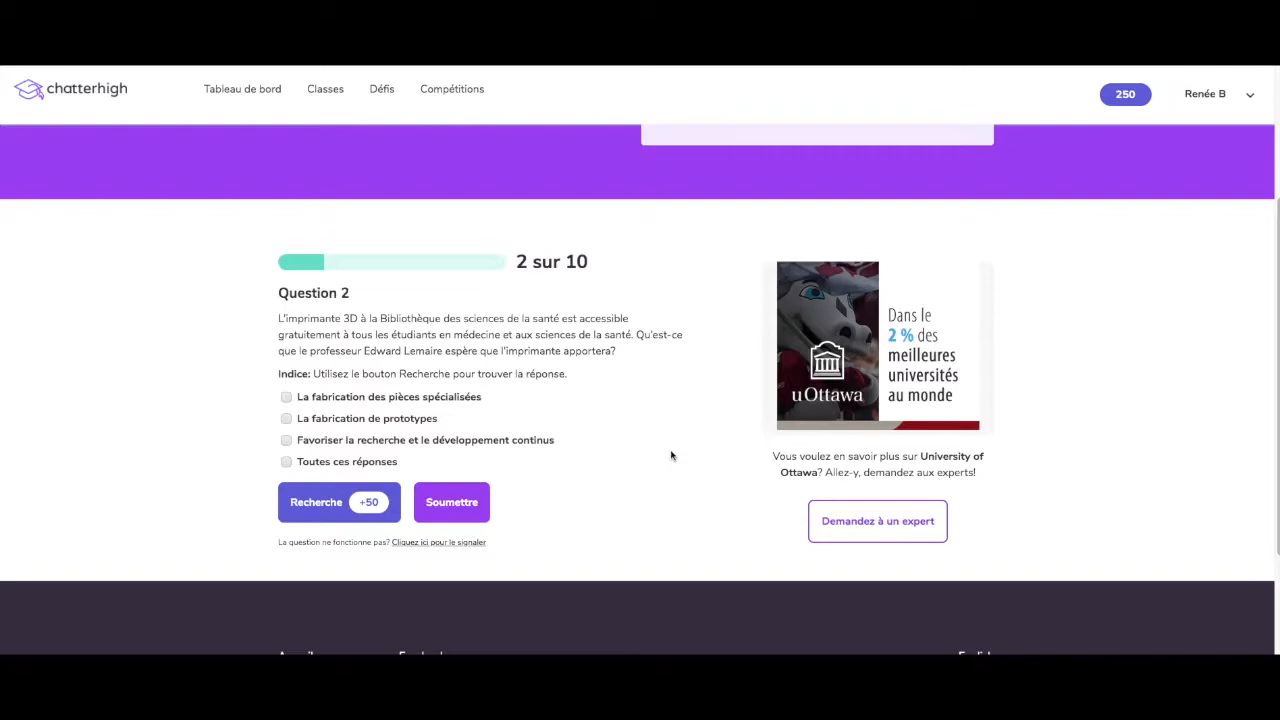 chatterhigh
Tableau de bord
Classes
Défis
Compétitions
250
Renée B
2 sur 10
Question 2
L'imprimante 3D à la Bibliothèque des sciences de la santé est accessible
gratuitement à tous les étudiants en médecine et aux sciences de la santé. Qu'est-ce
que le professeur Edward Lemaire espère que l'imprimante apportera?
Indice: Utilisez le bouton Recherche pour trouver la réponse.
La fabrication des pièces spécialisées
La fabrication de prototypes
Favoriser la recherche et le développement continus
Toutes ces réponses
Recherche +50
Soumettre
La question ne fonctionne pas? Cliquez ici pour le signaler
uOttawa
Dans le
2 % des
meilleures
universités
au monde
Vous voulez en savoir plus sur University of
Ottawa? Allez-y, demandez aux experts!
Demandez à un expert